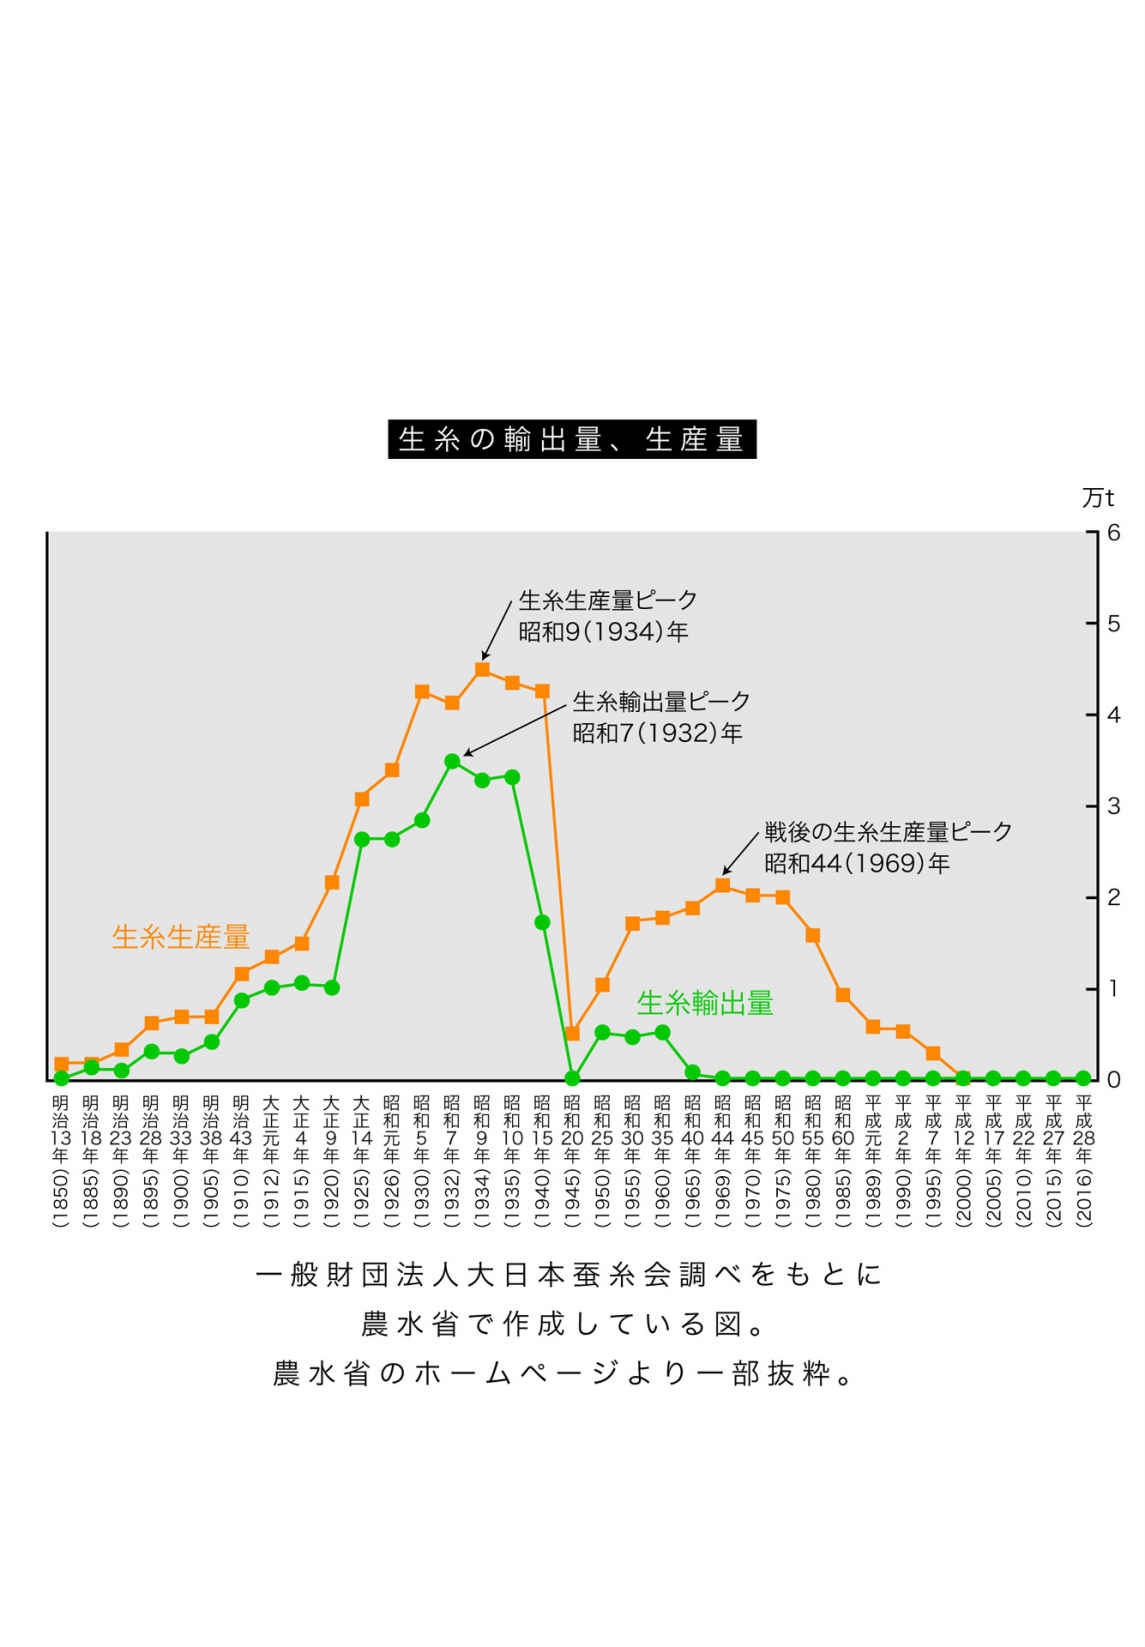 生糸の輸出量、生産量
万t
6
5
4
3
2
1
0
生糸生産量ピーク
昭和9(1934)年
生糸輸出量ピーク
昭和7(1932)年
戦後の生糸生産量ピーク
昭和44(1969)年
生糸生産量
生糸輸出量
明治13年(1850)
明治18年(1885)
明治23年(1890)
明治28年(1895)
明治33年(1900)
明治38年(1905)
明治43年(1910)
大正元年(1912)
大正4年(1915)
大正9年(1920)
大正14年(1925)
昭和元年(1926)
昭和5年(1930)
昭和7年(1932)
昭和9年(1934)
昭和10年(1935)
昭和15年(1940)
昭和20年(1945)
昭和25年(1950)
昭和30年(1955)
昭和35年(1960)
昭和40年(1965)
昭和44年(1969)
昭和45年(1970)
昭和50年(1975)
昭和55年(1980)
昭和60年(1985)
平成元年(1989)
平成2年(1990)
平成7年(1995)
平成12年(2000)
平成17年(2005)
平成22年(2010)
平成27年(2015)
平成28年(2016)
一般財団法人大日本蚕糸会調べをもとに
農水省で作成している図。
農水省のホームページより一部抜粋。